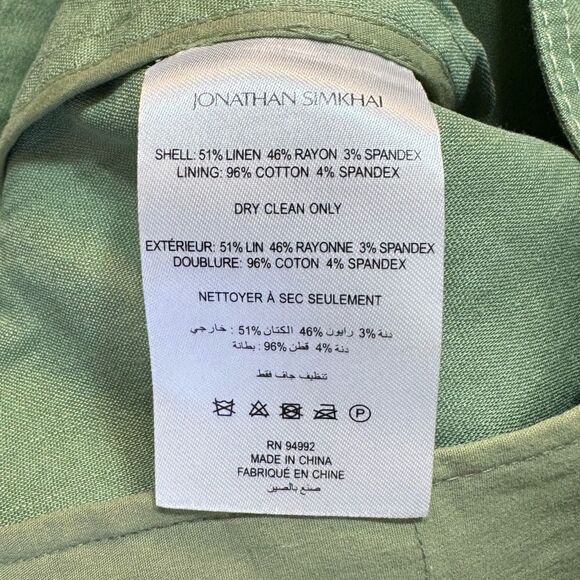 JONATHAN SIMKHAI
SHELL: 51% LINEN 46% RAYON 3% SPANDEX
LINING: 96% COTTON 4% SPANDEX
DRY CLEAN ONLY
EXTÉRIEUR: 51% LIN 46% RAYONNE 3% SPANDEX
DOUBLURE: 96% COTON 4% SPANDEX
NETTOYER À SEC SEULEMENT
خارجي : 51% الكتان 46% رايون 3% دنة
بطانة : 96% قطن 4% دنة
تنظيف جاف فقط
P
RN 94992
MADE IN CHINA
FABRIQUÉ EN CHINE
صنع بالصير